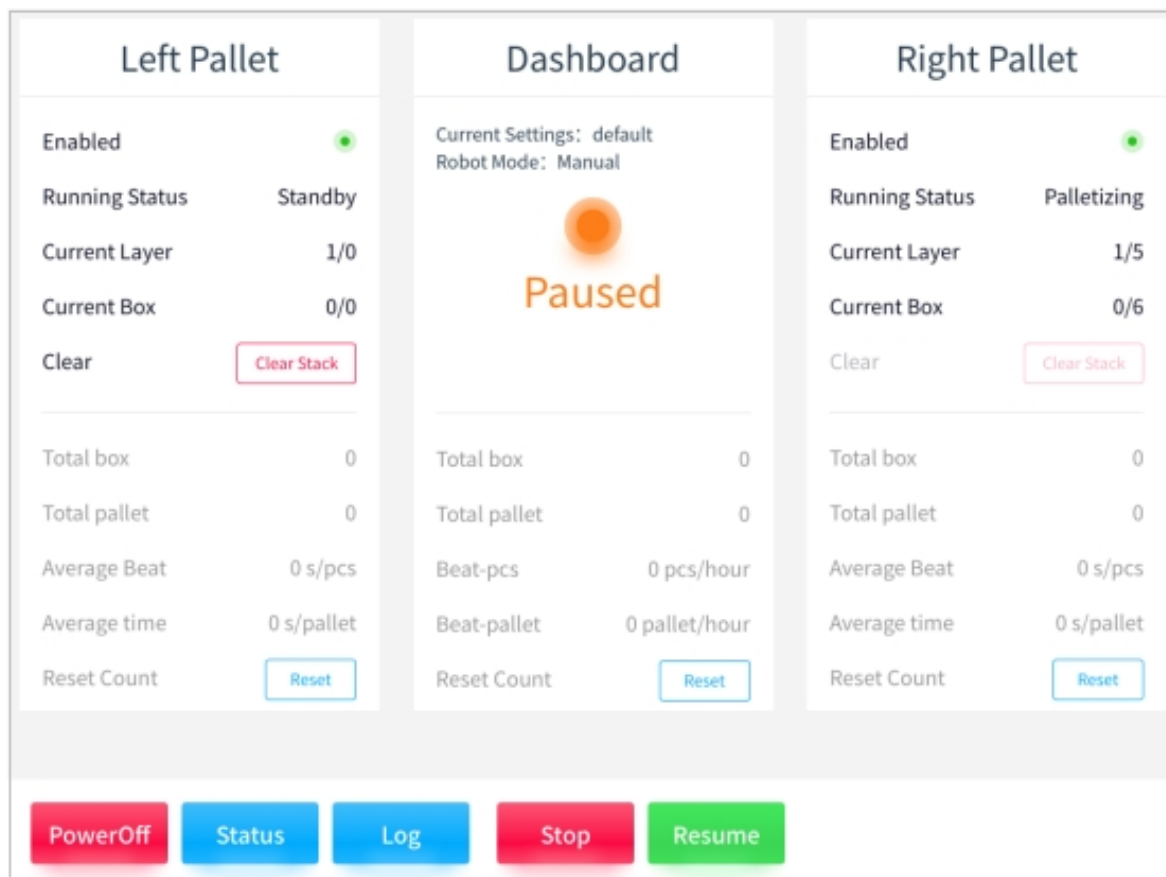 Left Pallet
Enabled
Running Status Standby
Current Layer 1/0
Current Box 0/0
Clear Clear Stack
Total box 0
Total pallet 0
Average Beat 0 s/pcs
Average time 0 s/pallet
Reset Count Reset
Dashboard
Current Settings: default
Robot Mode: Manual
Paused
Total box 0
Total pallet 0
Beat-pcs 0 pcs/hour
Beat-pallet 0 pallet/hour
Reset Count Reset
Right Pallet
Enabled
Running Status Palletizing
Current Layer 1/5
Current Box 0/6
Clear Clear Stack
Total box 0
Total pallet 0
Average Beat 0 s/pcs
Average time 0 s/pallet
Reset Count Reset
PowerOff Status Log Stop Resume